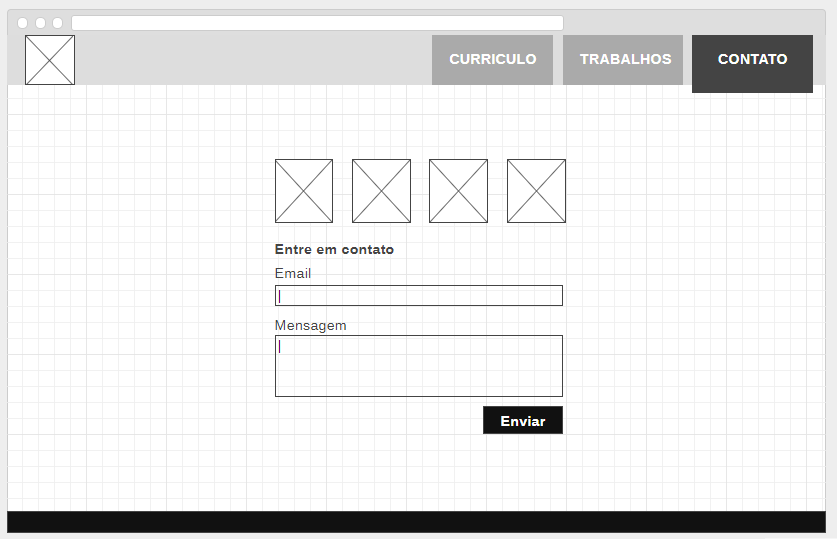 CURRICULO
TRABALHOS
CONTATO
Entre em contato
Email
Mensagem
Enviar